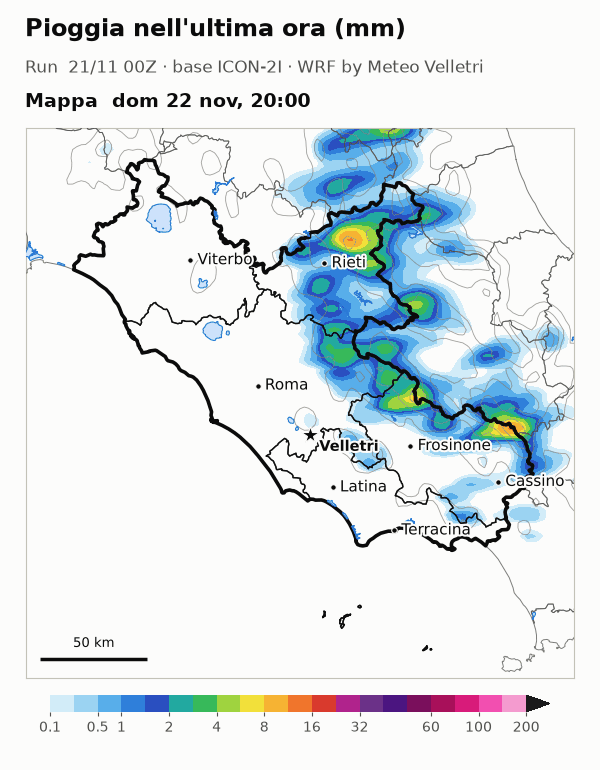 Pioggia nell'ultima ora (mm)
Run 21/11 00Z · base ICON-2I · WRF by Meteo Velletri
Mappa dom 22 nov, 20:00
Viterbo
Rieti
Roma
Velletri
Frosinone
Latina
Cassino
Terracina
50 km
0.1 0.5 1 2 4 8 16 32 60 100 200